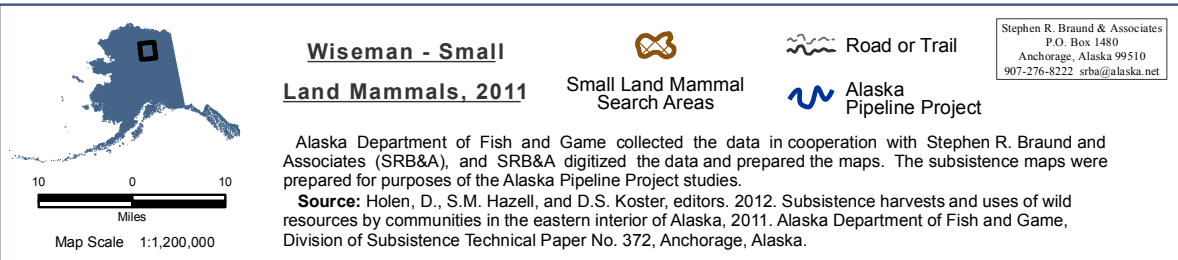 Wiseman - Small
Land Mammals, 2011
Small Land Mammal
Search Areas
Road or Trail
Alaska
Pipeline Project
Stephen R. Braund & Associates
P.O. Box 1480
Anchorage, Alaska 99510
907-276-8222 srba@alaska.net
Alaska Department of Fish and Game collected the data in cooperation with Stephen R. Braund and
Associates (SRB&A), and SRB&A digitized the data and prepared the maps. The subsistence maps were
prepared for purposes of the Alaska Pipeline Project studies.
Source: Holen, D., S.M. Hazell, and D.S. Koster, editors. 2012. Subsistence harvests and uses of wild
resources by communities in the eastern interior of Alaska, 2011. Alaska Department of Fish and Game,
Division of Subsistence Technical Paper No. 372, Anchorage, Alaska.
10 0 10
Miles
Map Scale 1:1,200,000